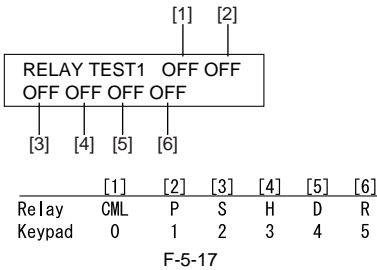 [1] [2]
RELAY TEST1 OFF OFF
OFF OFF OFF OFF
[3] [4] [5] [6]
[1] [2] [3] [4] [5] [6]
Relay CML P S H D R
Keypad 0 1 2 3 4 5
F-5-17